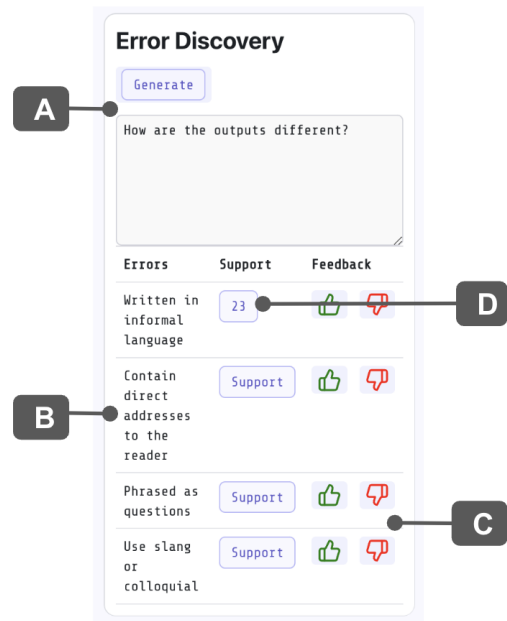 Error Discovery
Generate
A
How are the outputs different?
Errors Support Feedback
Written in
informal
language
23
D
Contain
direct
addresses
to the
reader
Support
B
Phrased as
questions
Support
C
Use slang
or
colloquial
Support